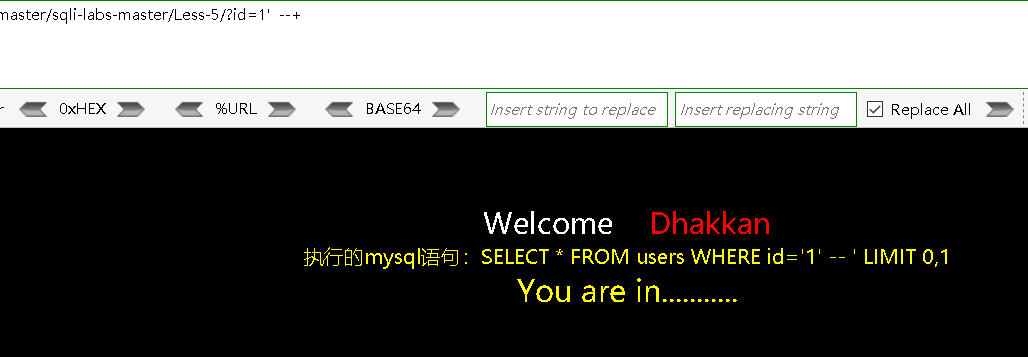 master/sqli-labs-master/Less-5/?id=1' --+
r 0xHEX %URL BASE64 Insert string to replace Insert replacing string Replace All
Welcome Dhakkan
执行的mysql语句：SELECT * FROM users WHERE id='1' -- ' LIMIT 0,1
You are in...........